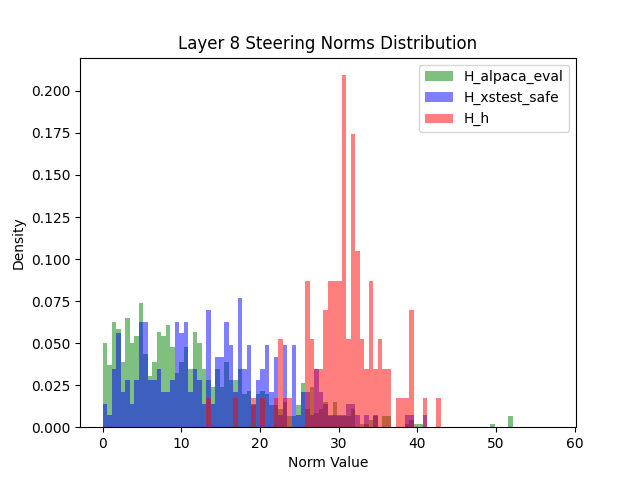 Layer 8 Steering Norms Distribution
H_alpaca_eval
H_xstest_safe
H_h
0.200
0.175
0.150
0.125
0.100
0.075
0.050
0.025
0.000
Density
0 10 20 30 40 50 60
Norm Value